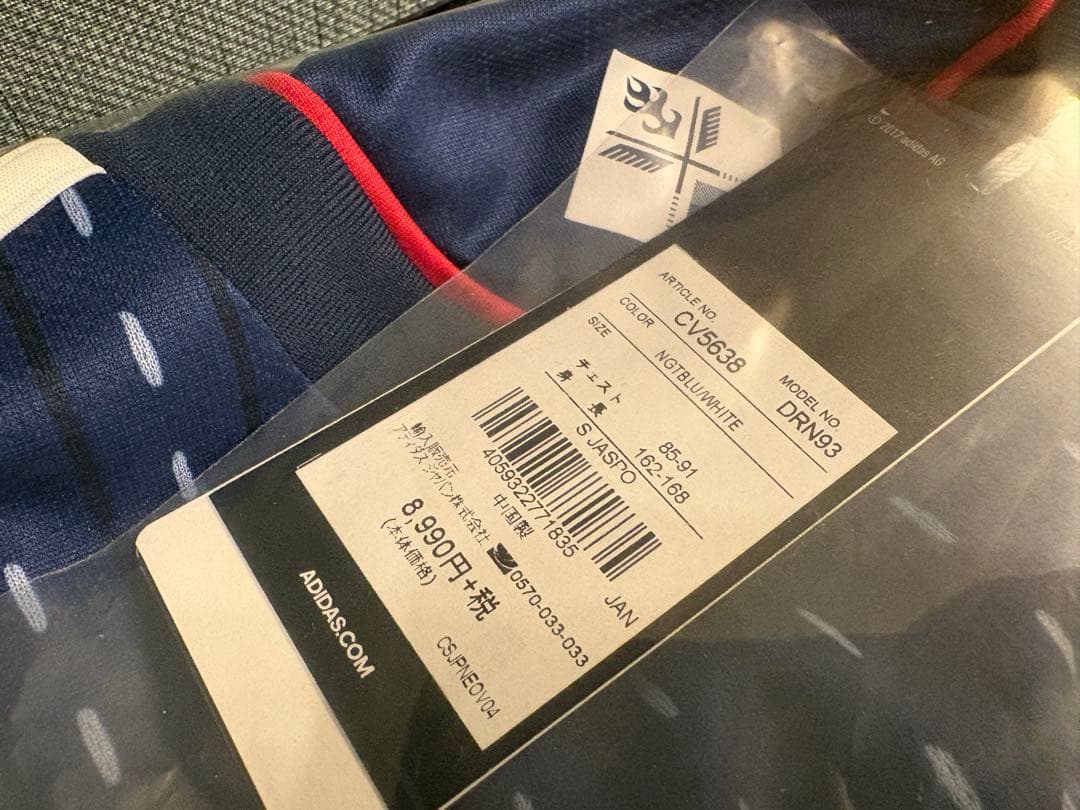 © 2017 adidas AG
ARTICLE NO.
CV5638
MODEL NO.
DRN93
COLOR
NGTBLU/WHITE
SIZE
チェスト 85-91
身長 162-168
S JASPO
4059322771835
JAN
輸入販売元 中国製
アディダス ジャパン株式会社 0570-033-033
8,990円+税
(本体価格)
CSJPNEOV04
ADIDAS.COM